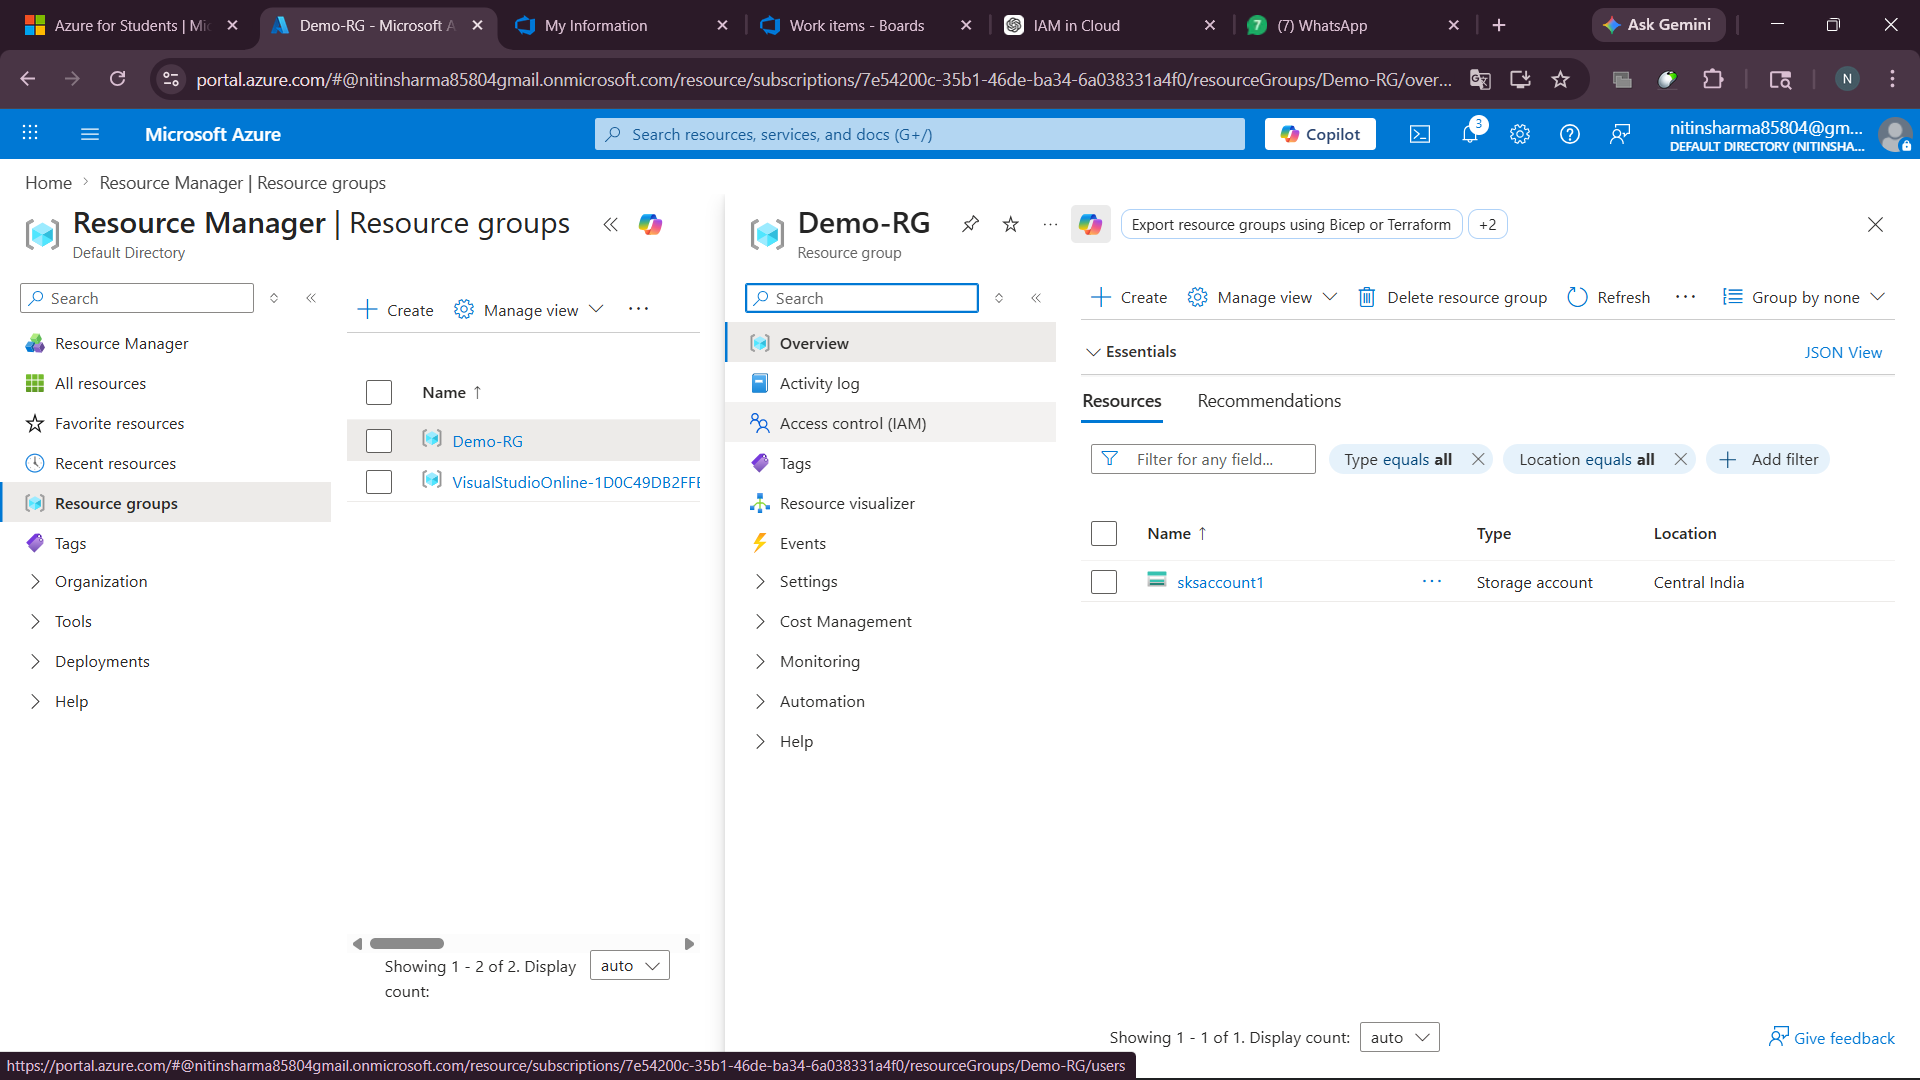 Azure for Students | Mic
Demo-RG - Microsoft A
My Information
Work items - Boards
IAM in Cloud
7
(7) WhatsApp
Ask Gemini
portal.azure.com/#@nitinsharma85804gmail.onmicrosoft.com/resource/subscriptions/7e54200c-35b1-46de-ba34-6a038331a4f0/resourceGroups/Demo-RG/over...
N
Microsoft Azure
Search resources, services, and docs (G+/)
Copilot
3
nitinsharma85804@gm...
DEFAULT DIRECTORY (NITINSHA...
Home
Resource Manager | Resource groups
Resource Manager | Resource groups
Default Directory
Search
Resource Manager
All resources
Favorite resources
Recent resources
Resource groups
Tags
Organization
Tools
Deployments
Help
Create
Manage view
Name ↑
Demo-RG
VisualStudioOnline-1D0C49DB2FFE
Showing 1 - 2 of 2. Display count:
auto
Demo-RG
Resource group
Export resource groups using Bicep or Terraform
+2
Search
Overview
Activity log
Access control (IAM)
Tags
Resource visualizer
Events
Settings
Cost Management
Monitoring
Automation
Help
Create
Manage view
Delete resource group
Refresh
Group by none
Essentials
JSON View
Resources
Recommendations
Filter for any field...
Type equals all
Location equals all
Add filter
Name ↑
Type
Location
sksaccount1
Storage account
Central India
Showing 1 - 1 of 1. Display count:
auto
Give feedback
https://portal.azure.com/#@nitinsharma85804gmail.onmicrosoft.com/resource/subscriptions/7e54200c-35b1-46de-ba34-6a038331a4f0/resourceGroups/Demo-RG/users